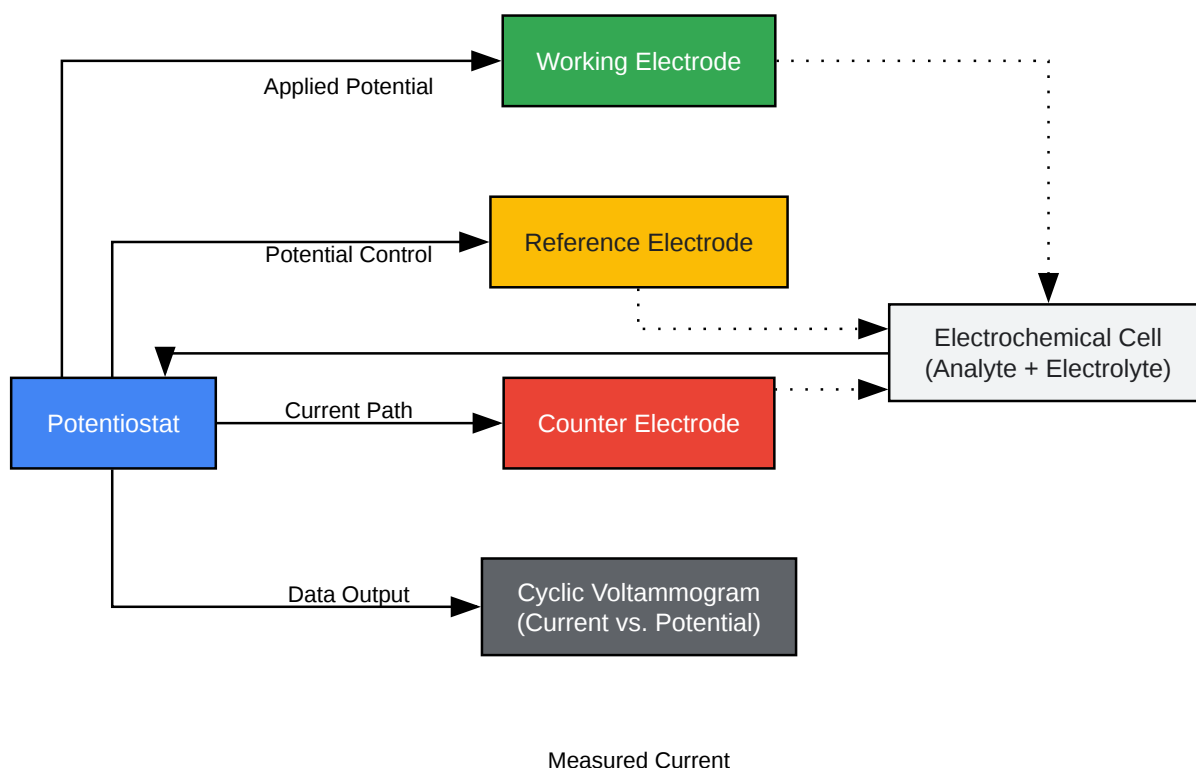 Working Electrode
Applied Potential
Reference Electrode
Potential Control
Electrochemical Cell
(Analyte + Electrolyte)
Potentiostat
Current Path
Counter Electrode
Data Output
Cyclic Voltammogram
(Current vs. Potential)
Measured Current